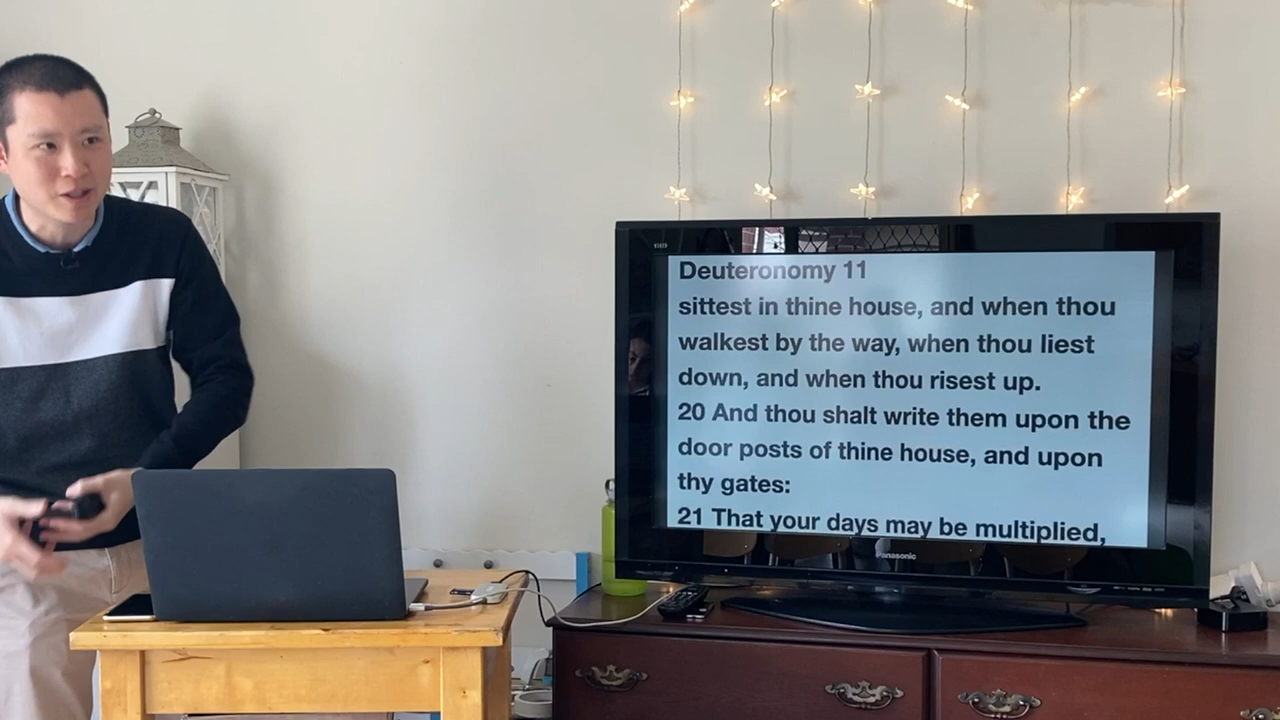 Deuteronomy 11
sittest in thine house, and when thou
walkest by the way, when thou liest
down, and when thou risest up.
20 And thou shalt write them upon the
door posts of thine house, and upon
thy gates:
21 That your days may be multiplied,
Panasonic